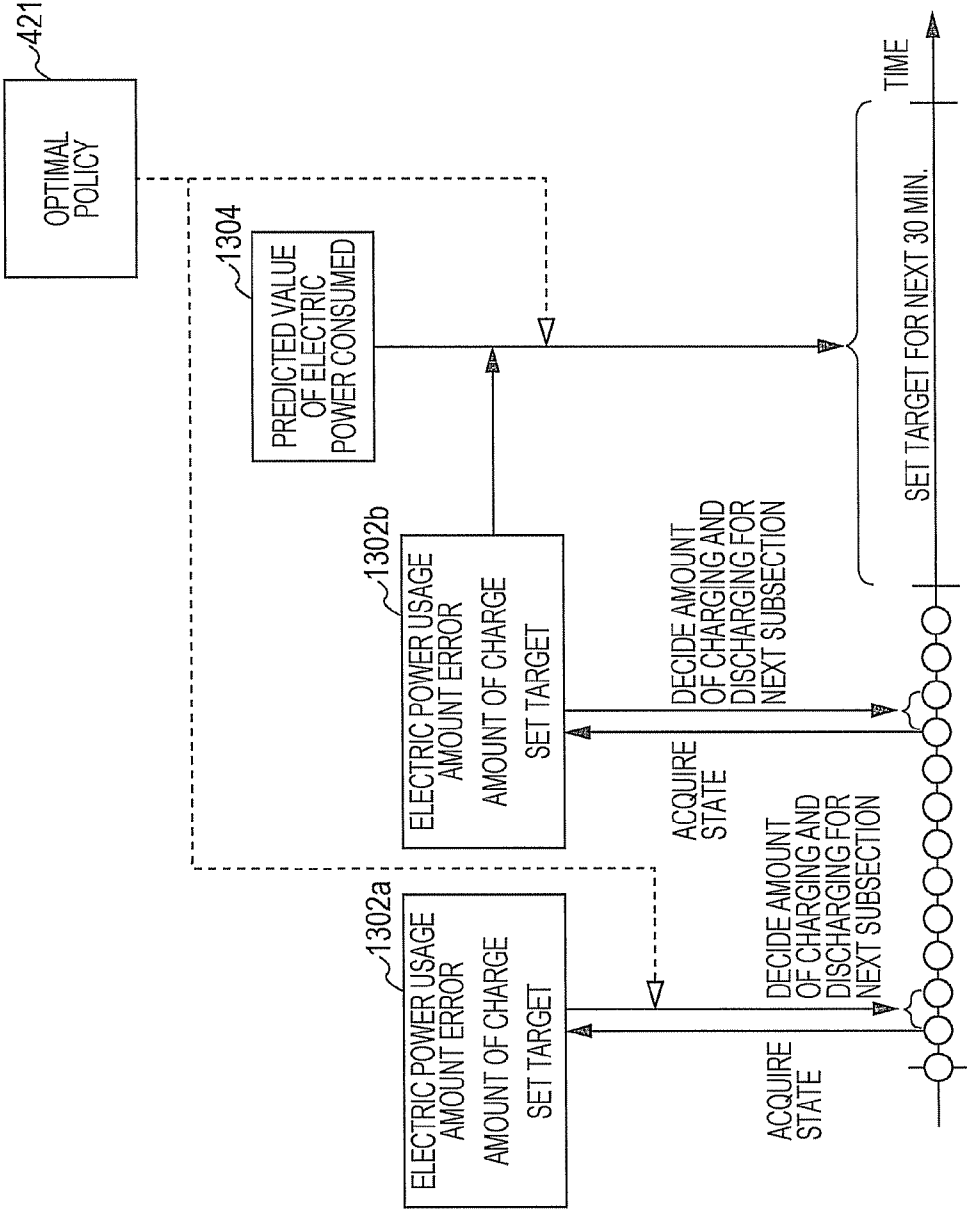 421
OPTIMAL
POLICY
1304
PREDICTED VALUE
OF ELECTRIC
POWER CONSUMED
1302a
ELECTRIC POWER USAGE
AMOUNT ERROR
AMOUNT OF CHARGE
SET TARGET
1302b
ELECTRIC POWER USAGE
AMOUNT ERROR
AMOUNT OF CHARGE
SET TARGET
ACQUIRE
STATE
DECIDE AMOUNT
OF CHARGING AND
DISCHARGING FOR
NEXT SUBSECTION
ACQUIRE
STATE
DECIDE AMOUNT
OF CHARGING AND
DISCHARGING FOR
NEXT SUBSECTION
SET TARGET FOR NEXT 30 MIN.
TIME